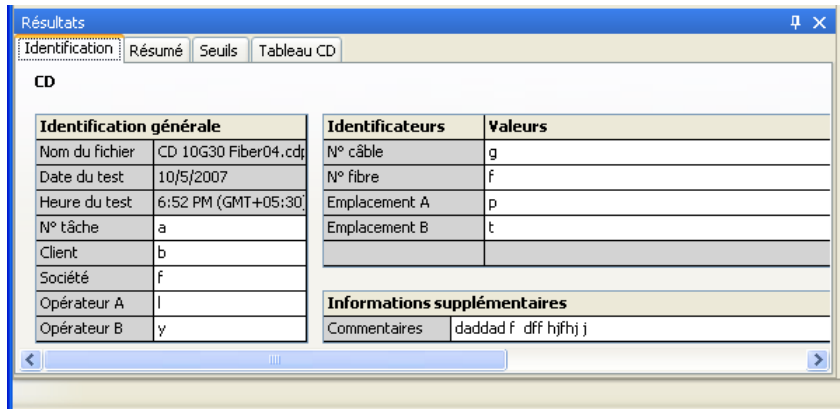 Résultats
Identification Résumé Seuils Tableau CD
CD
Identification générale
Nom du fichier CD 10G30 Fiber04.cdp
Date du test 10/5/2007
Heure du test 6:52 PM (GMT+05:30)
N° tâche a
Client b
Société f
Opérateur A l
Opérateur B y
Identificateurs Valeurs
N° câble g
N° fibre f
Emplacement A p
Emplacement B t
Informations supplémentaires
Commentaires daddad f dff hjfhj j